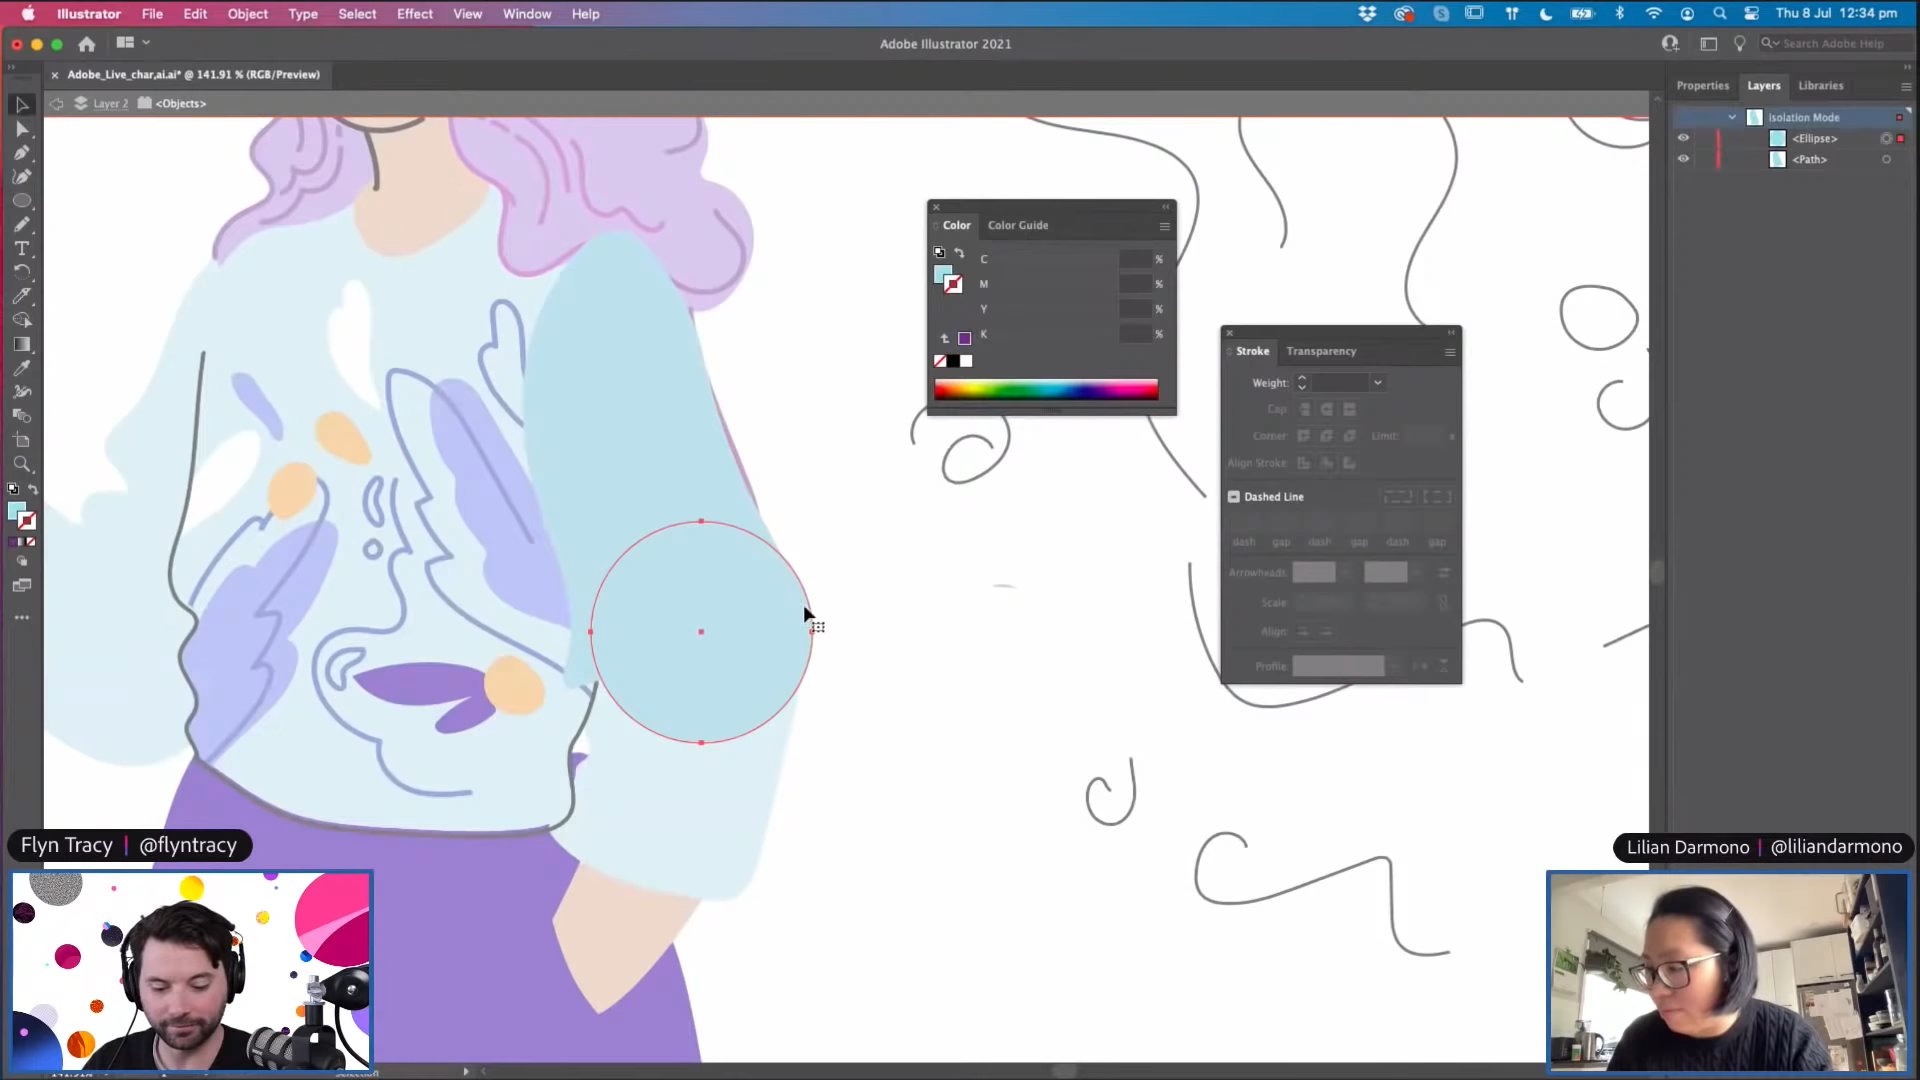 Illustrator File Edit Object Type Select Effect View Window Help
Thu 8 Jul 12:34 pm
Adobe Illustrator 2021
Search Adobe Help
Adobe_Live_char,ai.ai* @ 141.91 % (RGB/Preview)
Layer 2 <Objects>
Properties Layers Libraries
Isolation Mode
<Ellipse>
<Path>
Color Color Guide
C %
M %
Y %
K %
Stroke Transparency
Weight:
Cap:
Corner: Limit: x
Align Stroke:
Dashed Line
dash gap dash gap dash gap
Arrowheads:
Scale:
Align:
Profile:
Flyn Tracy | @flyntracy
Lilian Darmono | @liliandarmono